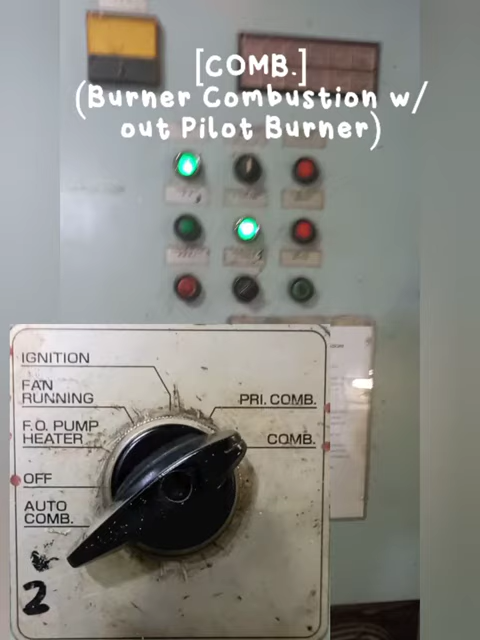 [COMB.]
(Burner Combustion w/
out Pilot Burner)
IGNITION
FAN
RUNNING
PRI. COMB.
F.O. PUMP
HEATER
COMB.
OFF
AUTO
COMB.
2